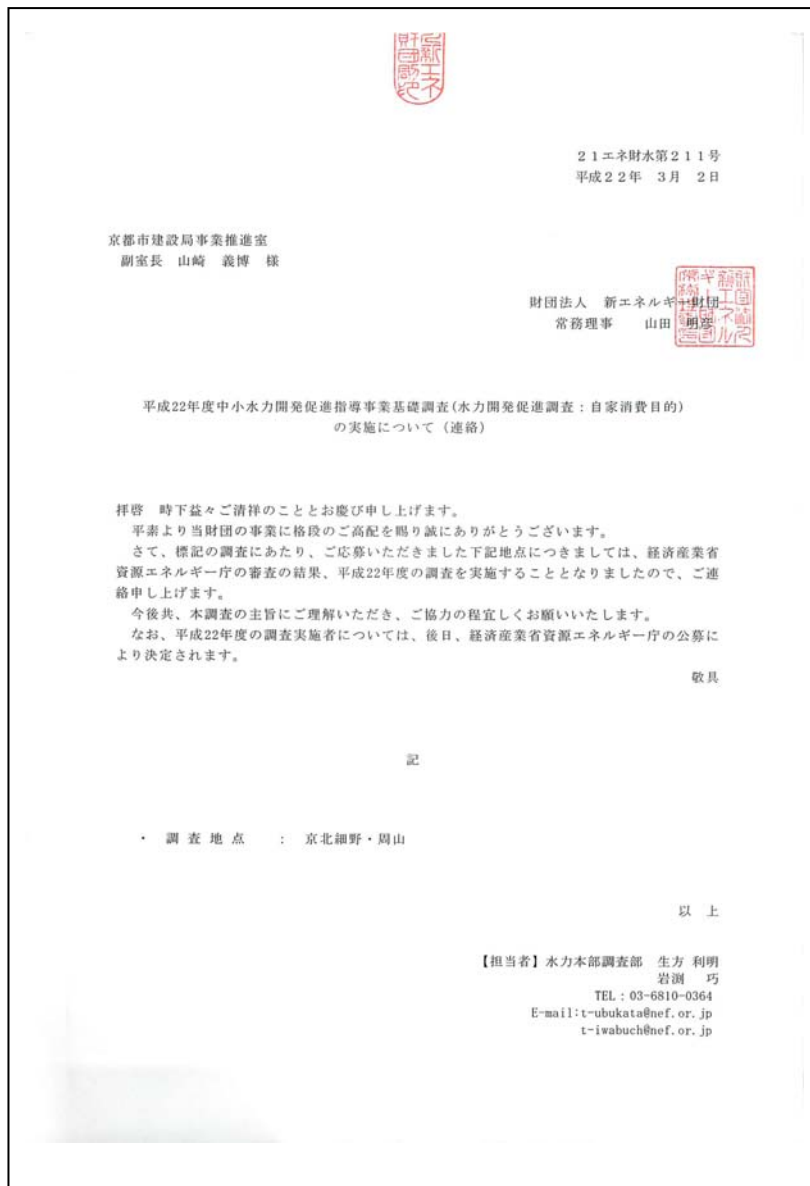 21エネ財水第211号
平成22年 3月 2日
京都市建設局事業推進室
副室長 山崎 義博 様
財団法人 新エネルギー財団
常務理事 山田 明彦
平成22年度中小水力開発促進指導事業基礎調査(水力開発促進調査:自家消費目的)
の実施について(連絡)
拝啓 時下益々ご清祥のこととお慶び申し上げます。
平素より当財団の事業に格段のご高配を賜り誠にありがとうございます。
さて、標記の調査にあたり、ご応募いただきました下記地点につきましては、経済産業省
資源エネルギー庁の審査の結果、平成22年度の調査を実施することとなりましたので、ご連
絡申し上げます。
今後共、本調査の主旨にご理解いただき、ご協力の程宜しくお願いいたします。
なお、平成22年度の調査実施者については、後日、経済産業省資源エネルギー庁の公募に
より決定されます。
敬具
記
・ 調査地点 : 京北細野・周山
以 上
【担当者】水力本部調査部 生方 利明
岩渕 巧
TEL:03-6810-0364
E-mail:t-ubukata@nef.or.jp
t-iwabuch@nef.or.jp